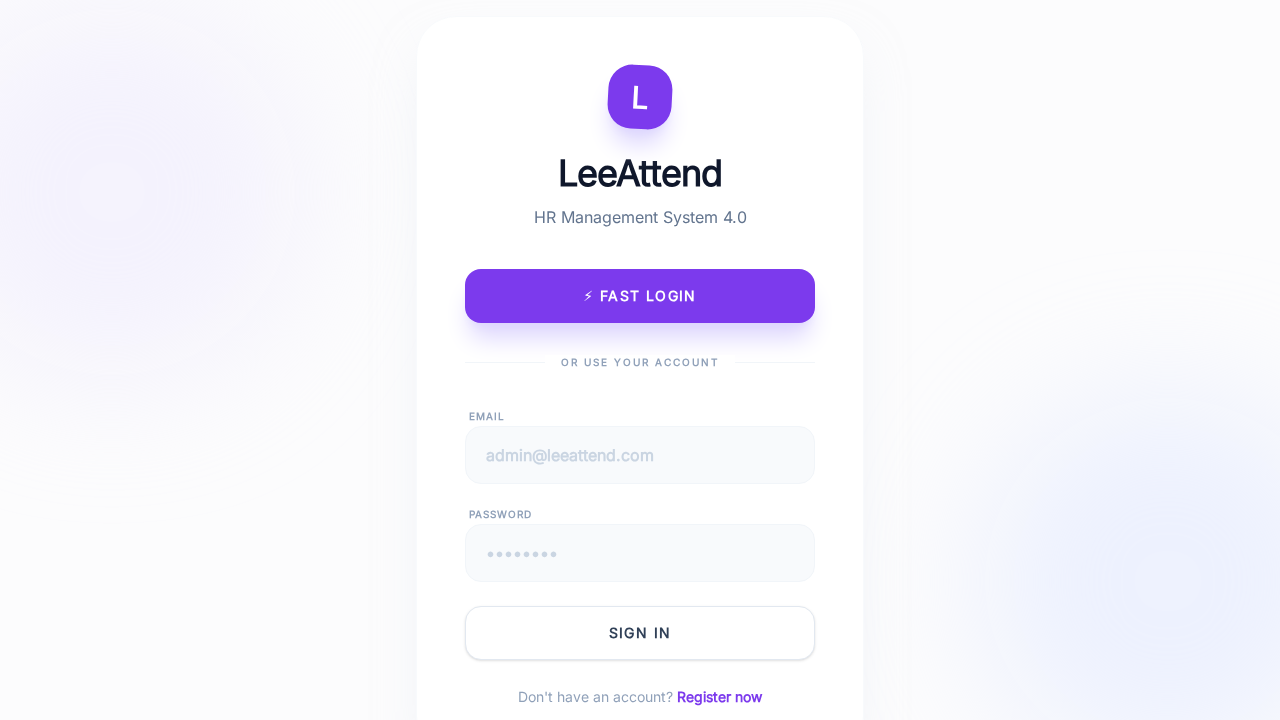 L
LeeAttend
HR Management System 4.0
⚡ FAST LOGIN
OR USE YOUR ACCOUNT
EMAIL
admin@leeattend.com
PASSWORD
••••••••
SIGN IN
Don't have an account? Register now